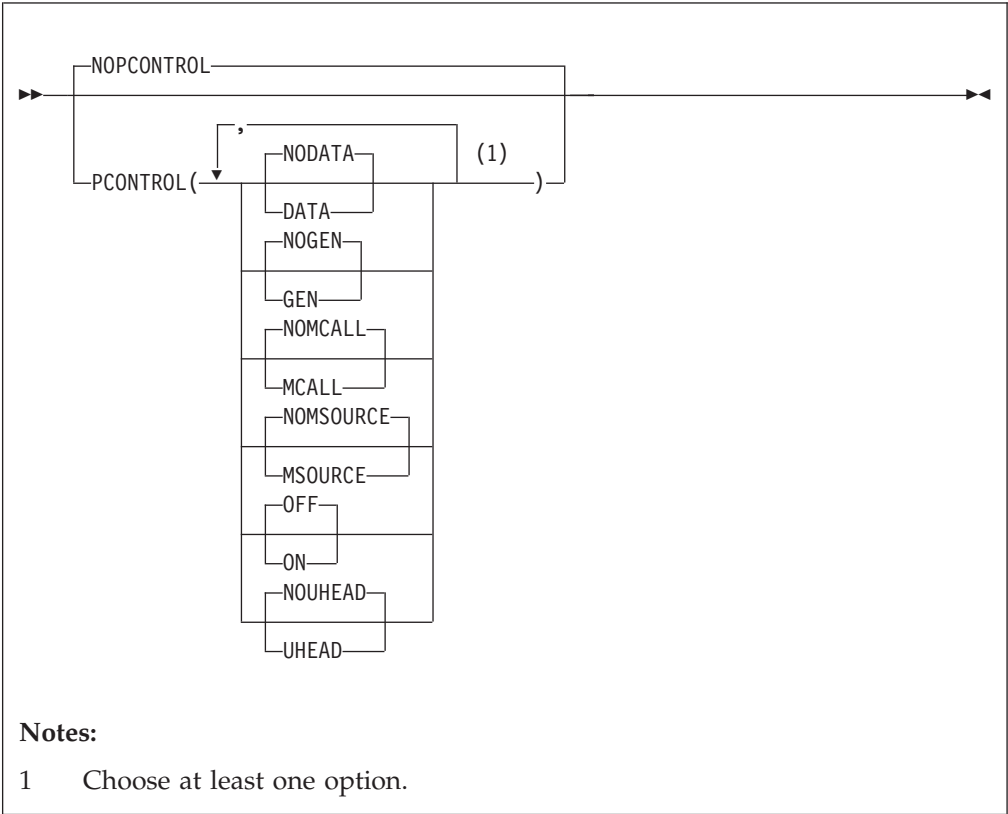 NOPCONTROL
,
NODATA (1)
PCONTROL( )
DATA
NOGEN
GEN
NOMCALL
MCALL
NOMSOURCE
MSOURCE
OFF
ON
NOUHEAD
UHEAD
Notes:
1 Choose at least one option.